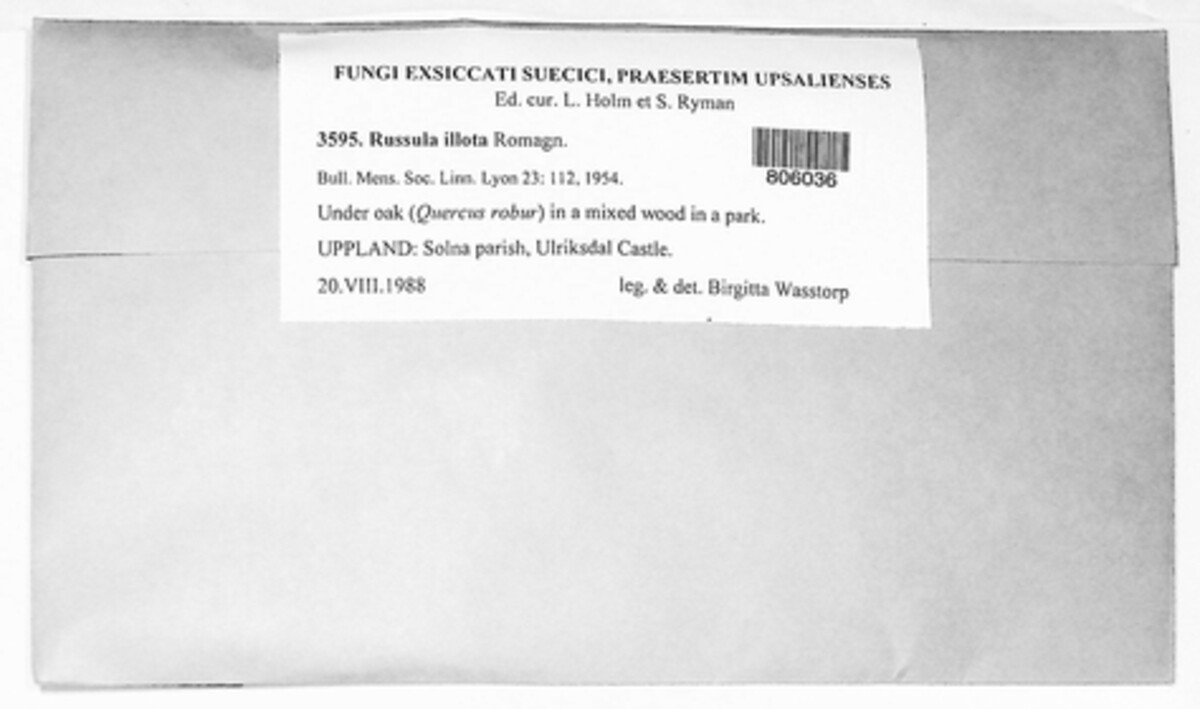 FUNGI EXSICCATI SUECICI, PRAESERTIM UPSALIENSES
Ed. cur. L. Holm et S. Ryman
3595. Russula illota Romagn.
806036
Bull. Mens. Soc. Linn. Lyon 23: 112, 1954.
Under oak (Quercus robur) in a mixed wood in a park.
UPPLAND: Solna parish, Ulriksdal Castle.
20.VIII.1988 leg. & det. Birgitta Wasstorp